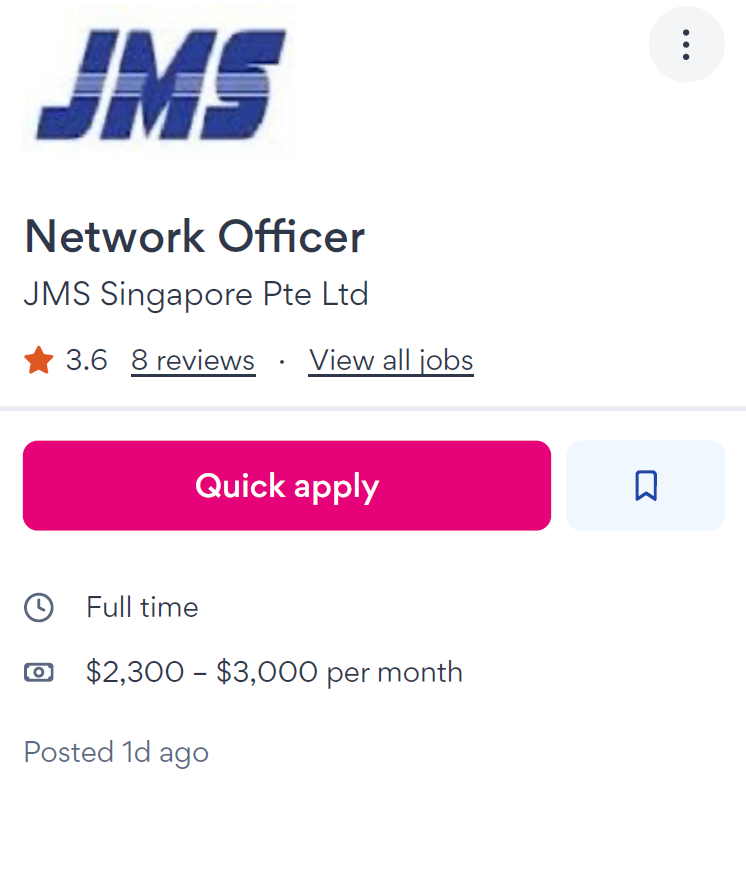 JMS
Network Officer
JMS Singapore Pte Ltd
3.6 8 reviews · View all jobs
Quick apply
Full time
$2,300 – $3,000 per month
Posted 1d ago